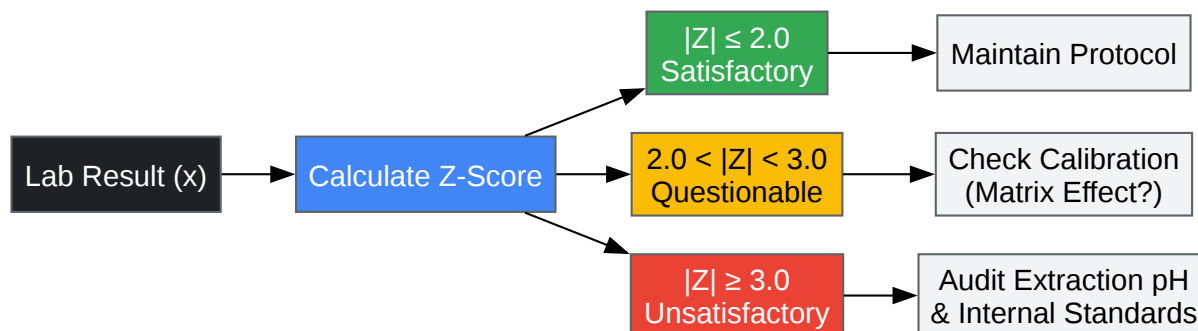 Lab Result (x)
Calculate Z-Score
|Z| ≤ 2.0
Satisfactory
Maintain Protocol
2.0 < |Z| < 3.0
Questionable
Check Calibration
(Matrix Effect?)
|Z| ≥ 3.0
Unsatisfactory
Audit Extraction pH
& Internal Standards